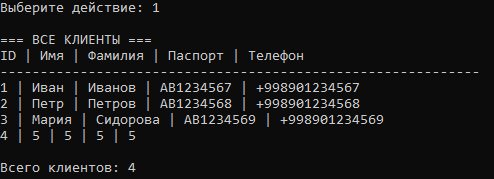 Выберите действие: 1
=== ВСЕ КЛИЕНТЫ ===
ID | Имя | Фамилия | Паспорт | Телефон
------------------------------------------------------------
1 | Иван | Иванов | AB1234567 | +998901234567
2 | Петр | Петров | AB1234568 | +998901234568
3 | Мария | Сидорова | AB1234569 | +998901234569
4 | 5 | 5 | 5 | 5
Всего клиентов: 4